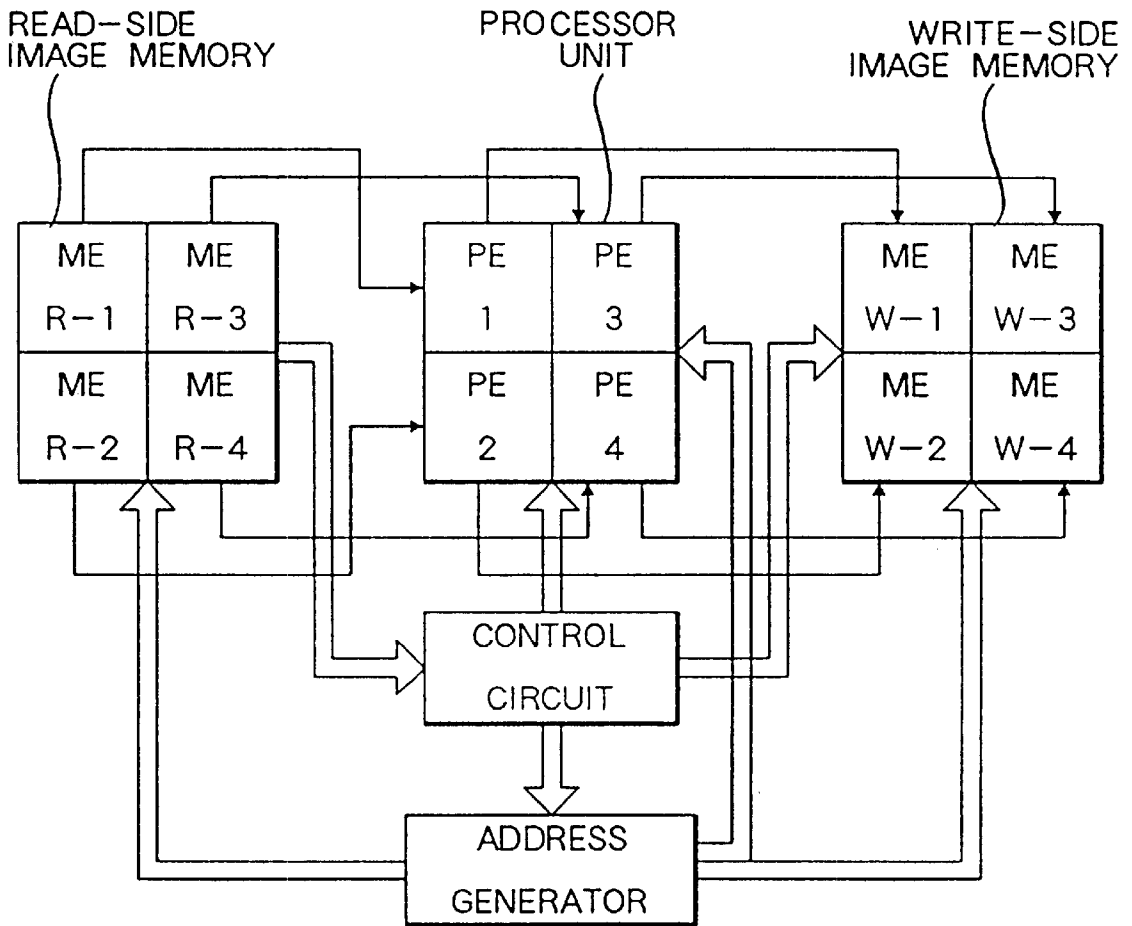 READ-SIDE
IMAGE MEMORY
PROCESSOR
UNIT
WRITE-SIDE
IMAGE MEMORY
ME
R-1
ME
R-3
ME
R-2
ME
R-4
PE
1
PE
3
PE
2
PE
4
ME
W-1
ME
W-3
ME
W-2
ME
W-4
CONTROL
CIRCUIT
ADDRESS
GENERATOR